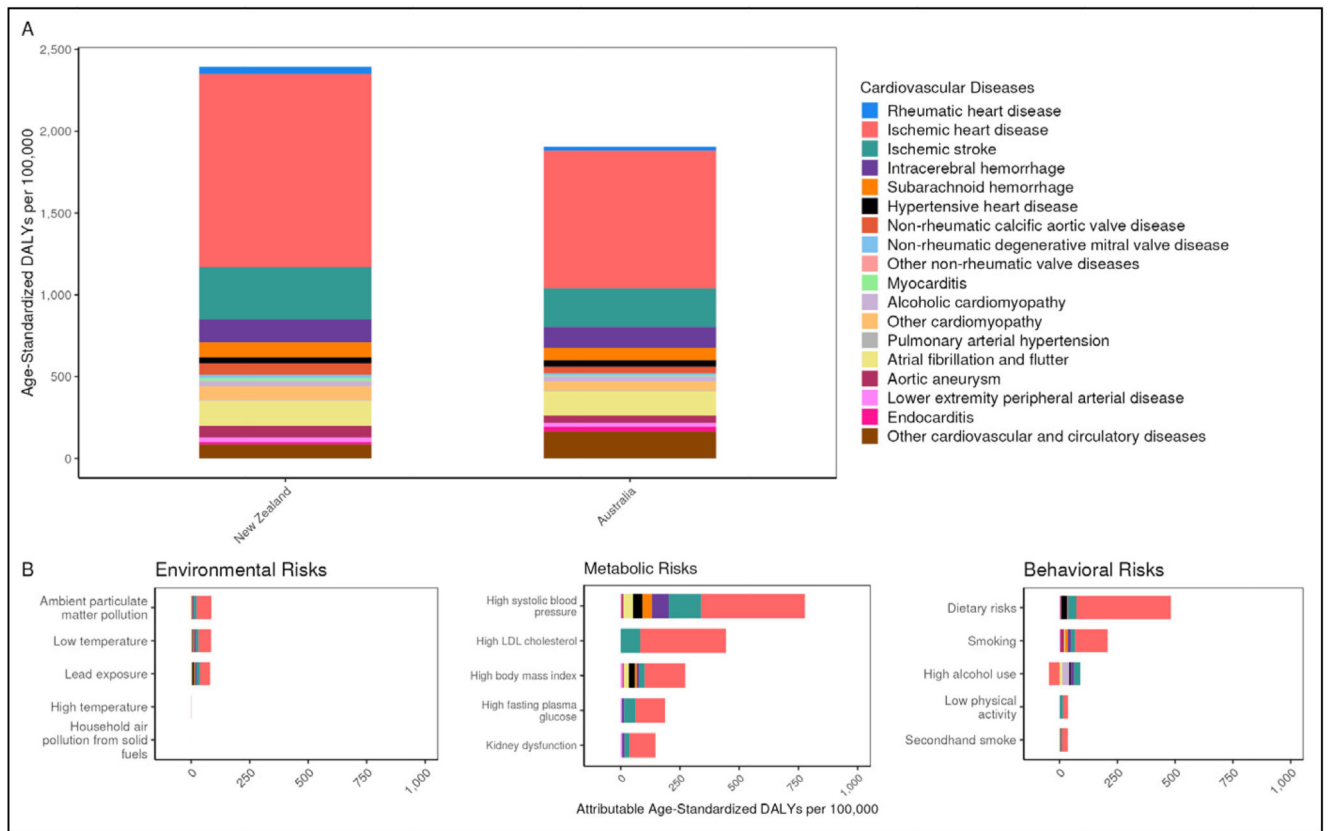 A
2,500
2,000
1,500
1,000
500
0
Age-Standardized DALYs per 100,000
New Zealand
Australia
Cardiovascular Diseases
Rheumatic heart disease
Ischemic heart disease
Ischemic stroke
Intracerebral hemorrhage
Subarachnoid hemorrhage
Hypertensive heart disease
Non-rheumatic calcific aortic valve disease
Non-rheumatic degenerative mitral valve disease
Other non-rheumatic valve diseases
Myocarditis
Alcoholic cardiomyopathy
Other cardiomyopathy
Pulmonary arterial hypertension
Atrial fibrillation and flutter
Aortic aneurysm
Lower extremity peripheral arterial disease
Endocarditis
Other cardiovascular and circulatory diseases
B
Environmental Risks
Ambient particulate
matter pollution
Low temperature
Lead exposure
High temperature
Household air
pollution from solid
fuels
0
250
500
750
1,000
Metabolic Risks
High systolic blood
pressure
High LDL cholesterol
High body mass index
High fasting plasma
glucose
Kidney dysfunction
0
250
500
750
1,000
Attributable Age-Standardized DALYs per 100,000
Behavioral Risks
Dietary risks
Smoking
High alcohol use
Low physical
activity
Secondhand smoke
0
250
500
750
1,000